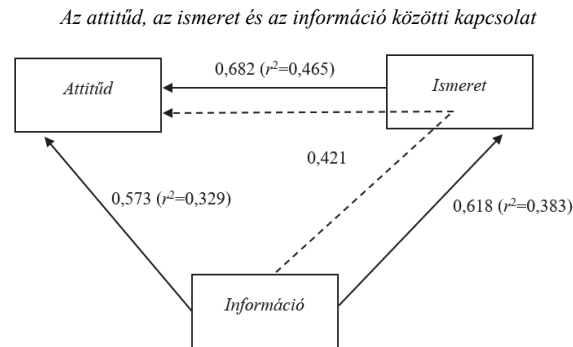 Az attitűd, az ismeret és az információ közötti kapcsolat
0,682 (r²=0,465)
Attitűd
Ismeret
0,421
0,573 (r²=0,329)
0,618 (r²=0,383)
Információ